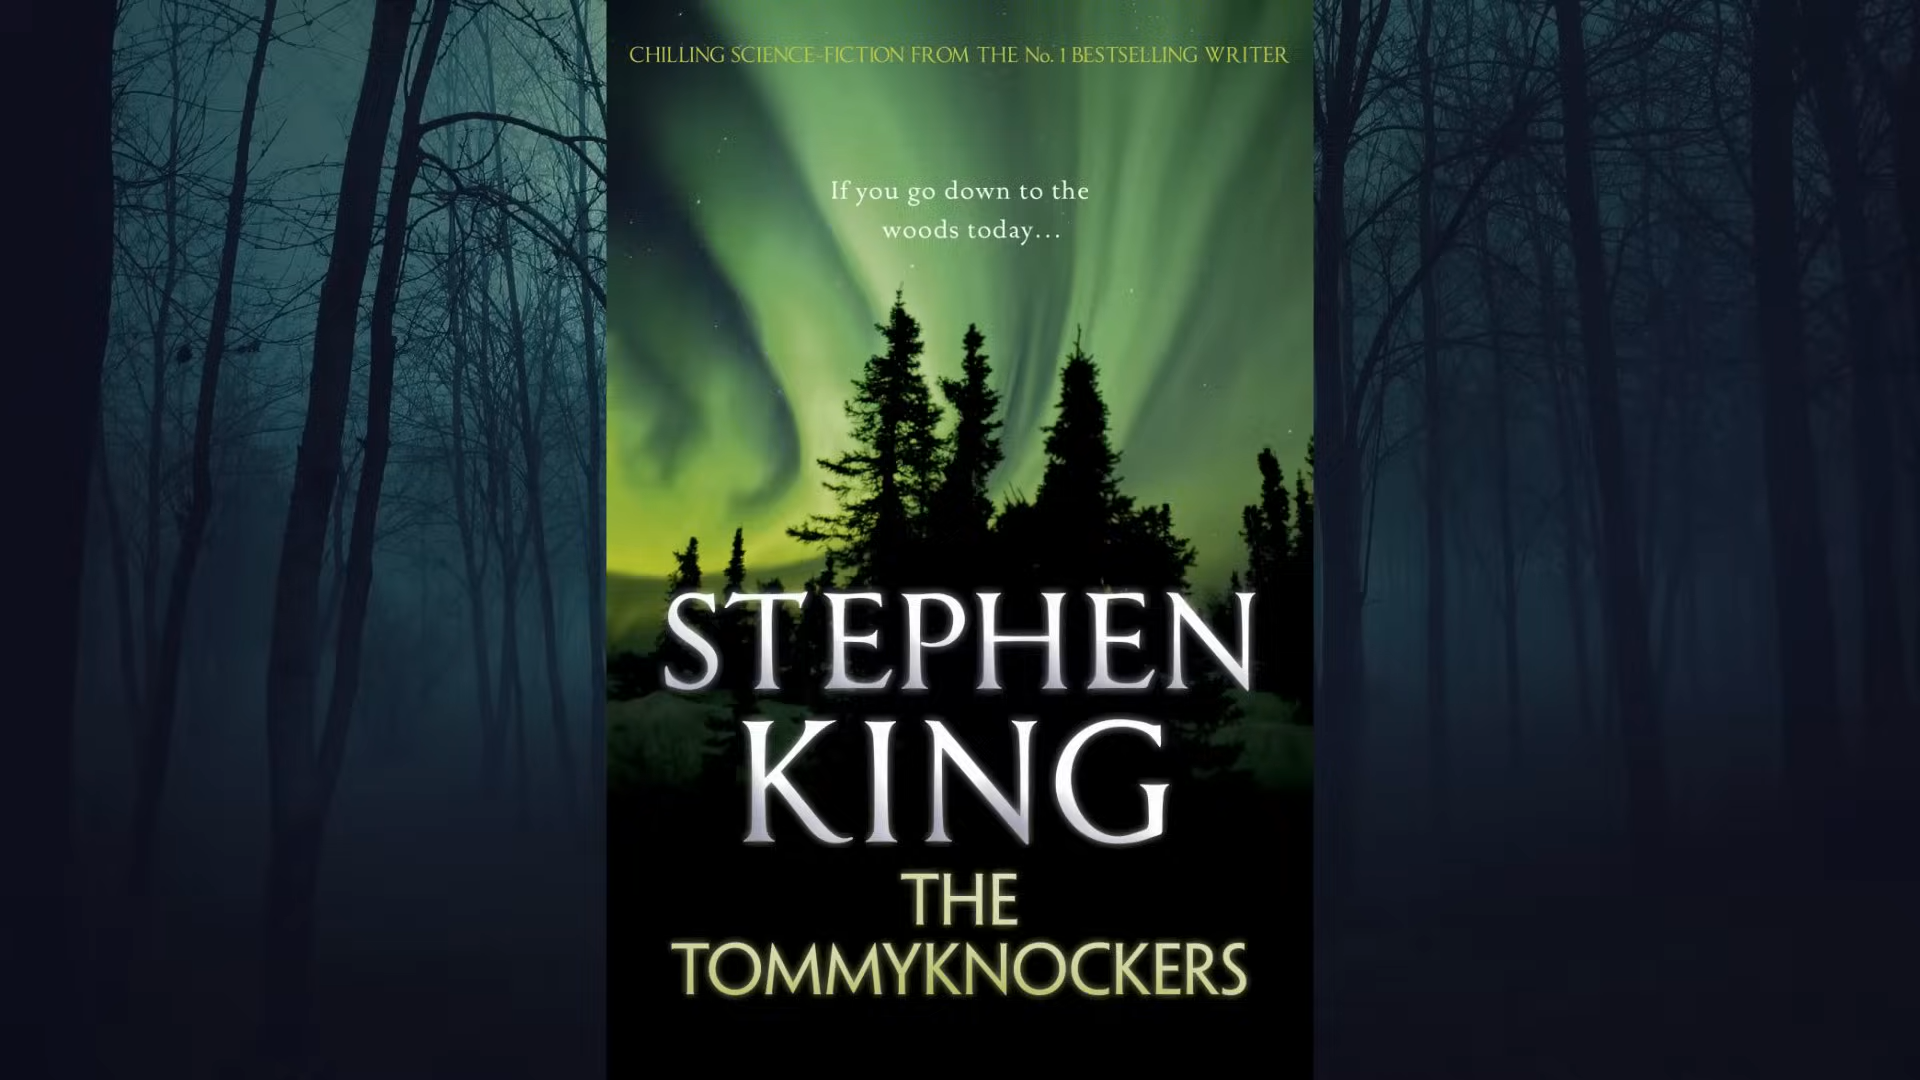 CHILLING SCIENCE-FICTION FROM THE No. 1 BESTSELLING WRITER
If you go down to the
woods today...
STEPHEN
KING
THE
TOMMYKNOCKERS